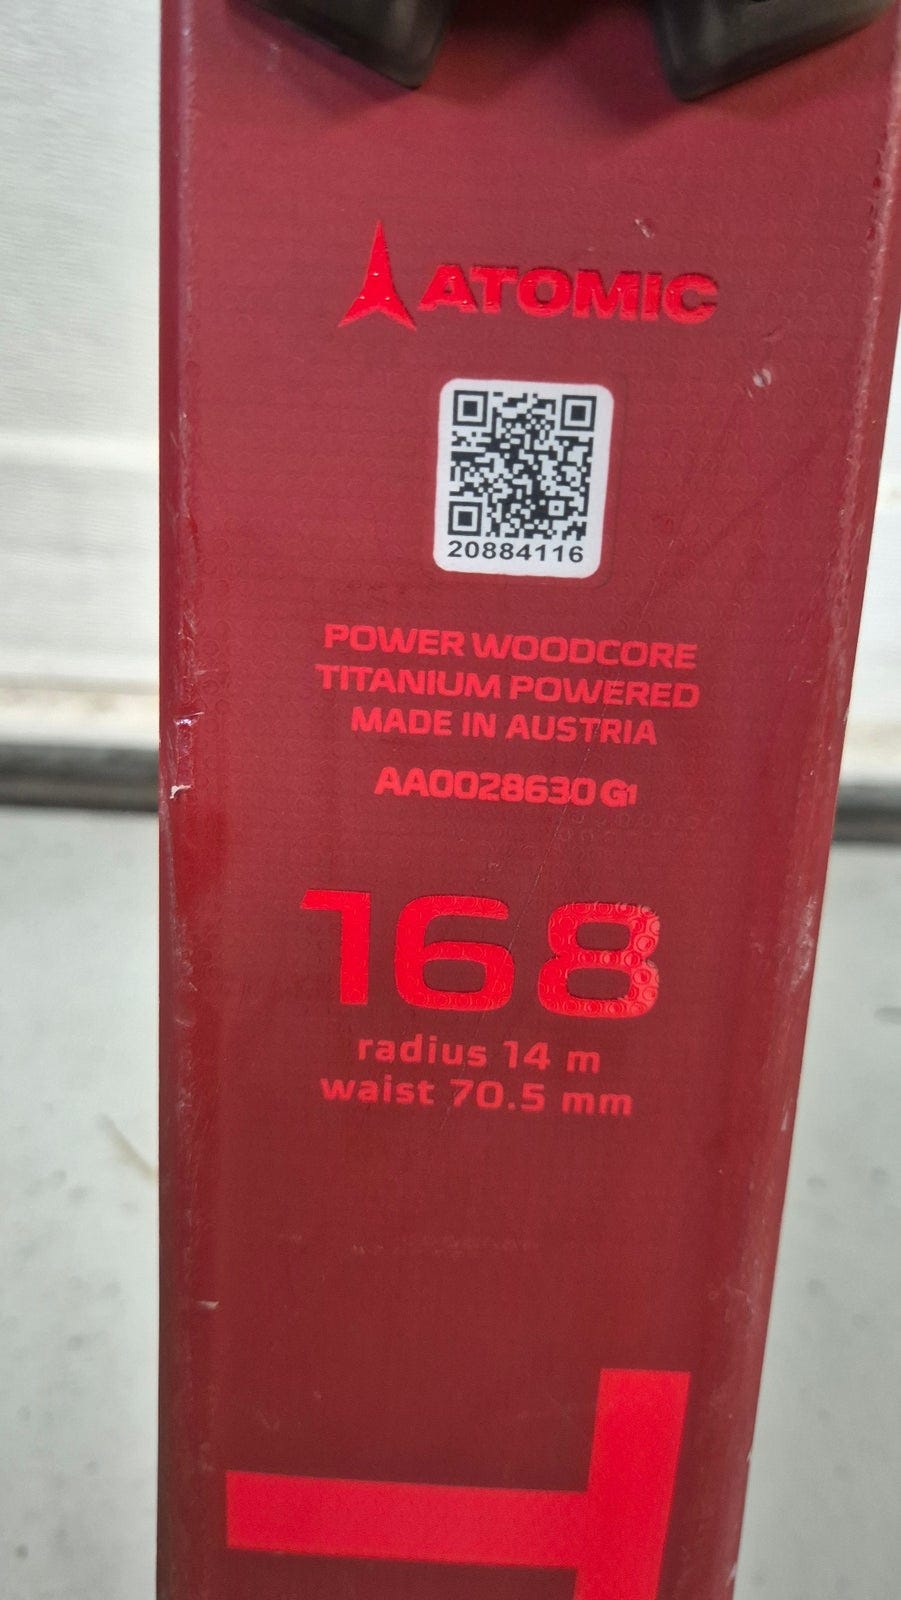 ATOMIC
20884116
POWER WOODCORE
TITANIUM POWERED
MADE IN AUSTRIA
AA0028630 G1
168
radius 14 m
waist 70.5 mm